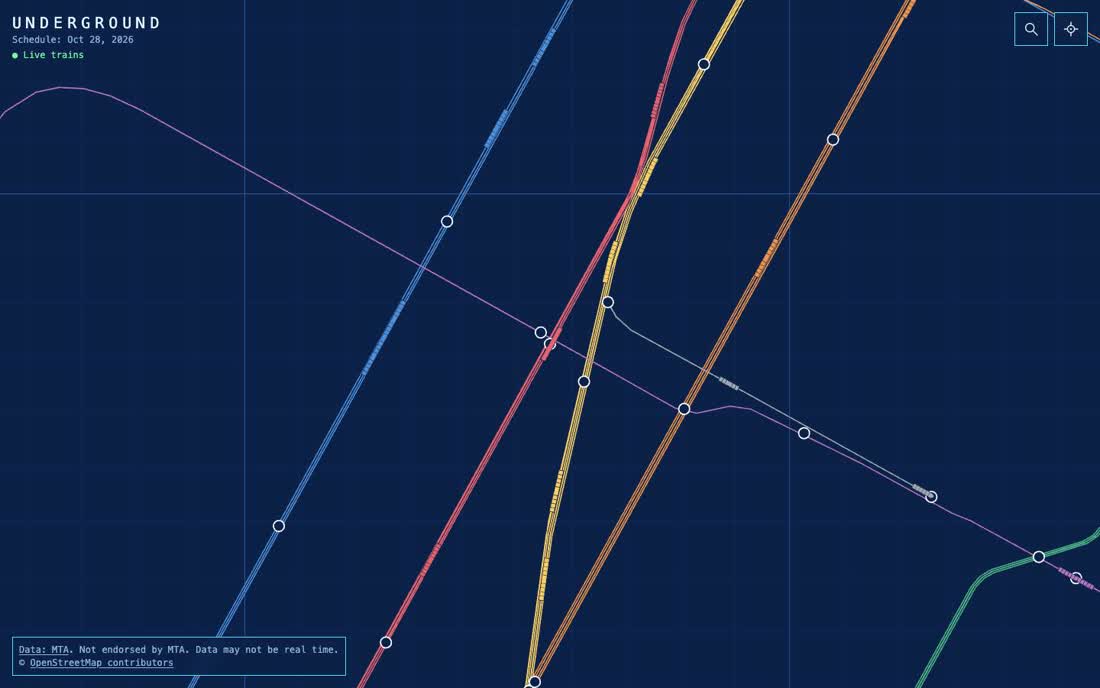 UNDERGROUND
Schedule: Oct 28, 2026
Live trains
Data: MTA. Not endorsed by MTA. Data may not be real time.
© OpenStreetMap contributors